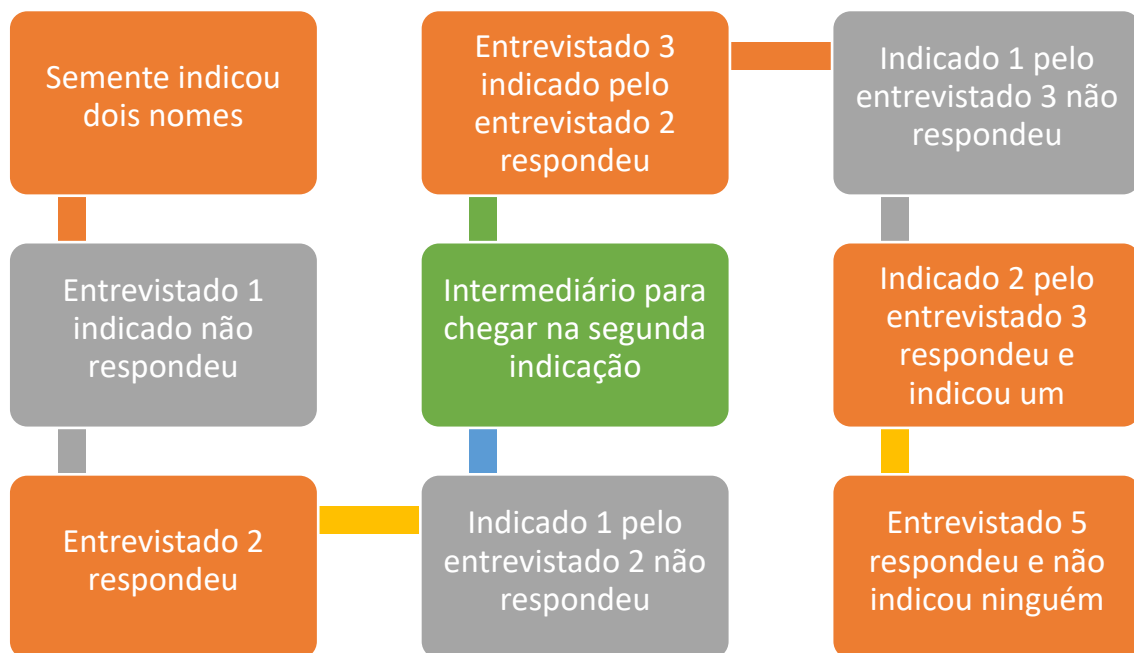 Semente indicou
dois nomes
Entrevistado 1
indicado não
respondeu
Entrevistado 2
respondeu
Indicado 1 pelo
entrevistado 2 não
respondeu
Intermediário para
chegar na segunda
indicação
Entrevistado 3
indicado pelo
entrevistado 2
respondeu
Indicado 1 pelo
entrevistado 3 não
respondeu
Indicado 2 pelo
entrevistado 3
respondeu e
indicou um
Entrevistado 5
respondeu e não
indicou ninguém